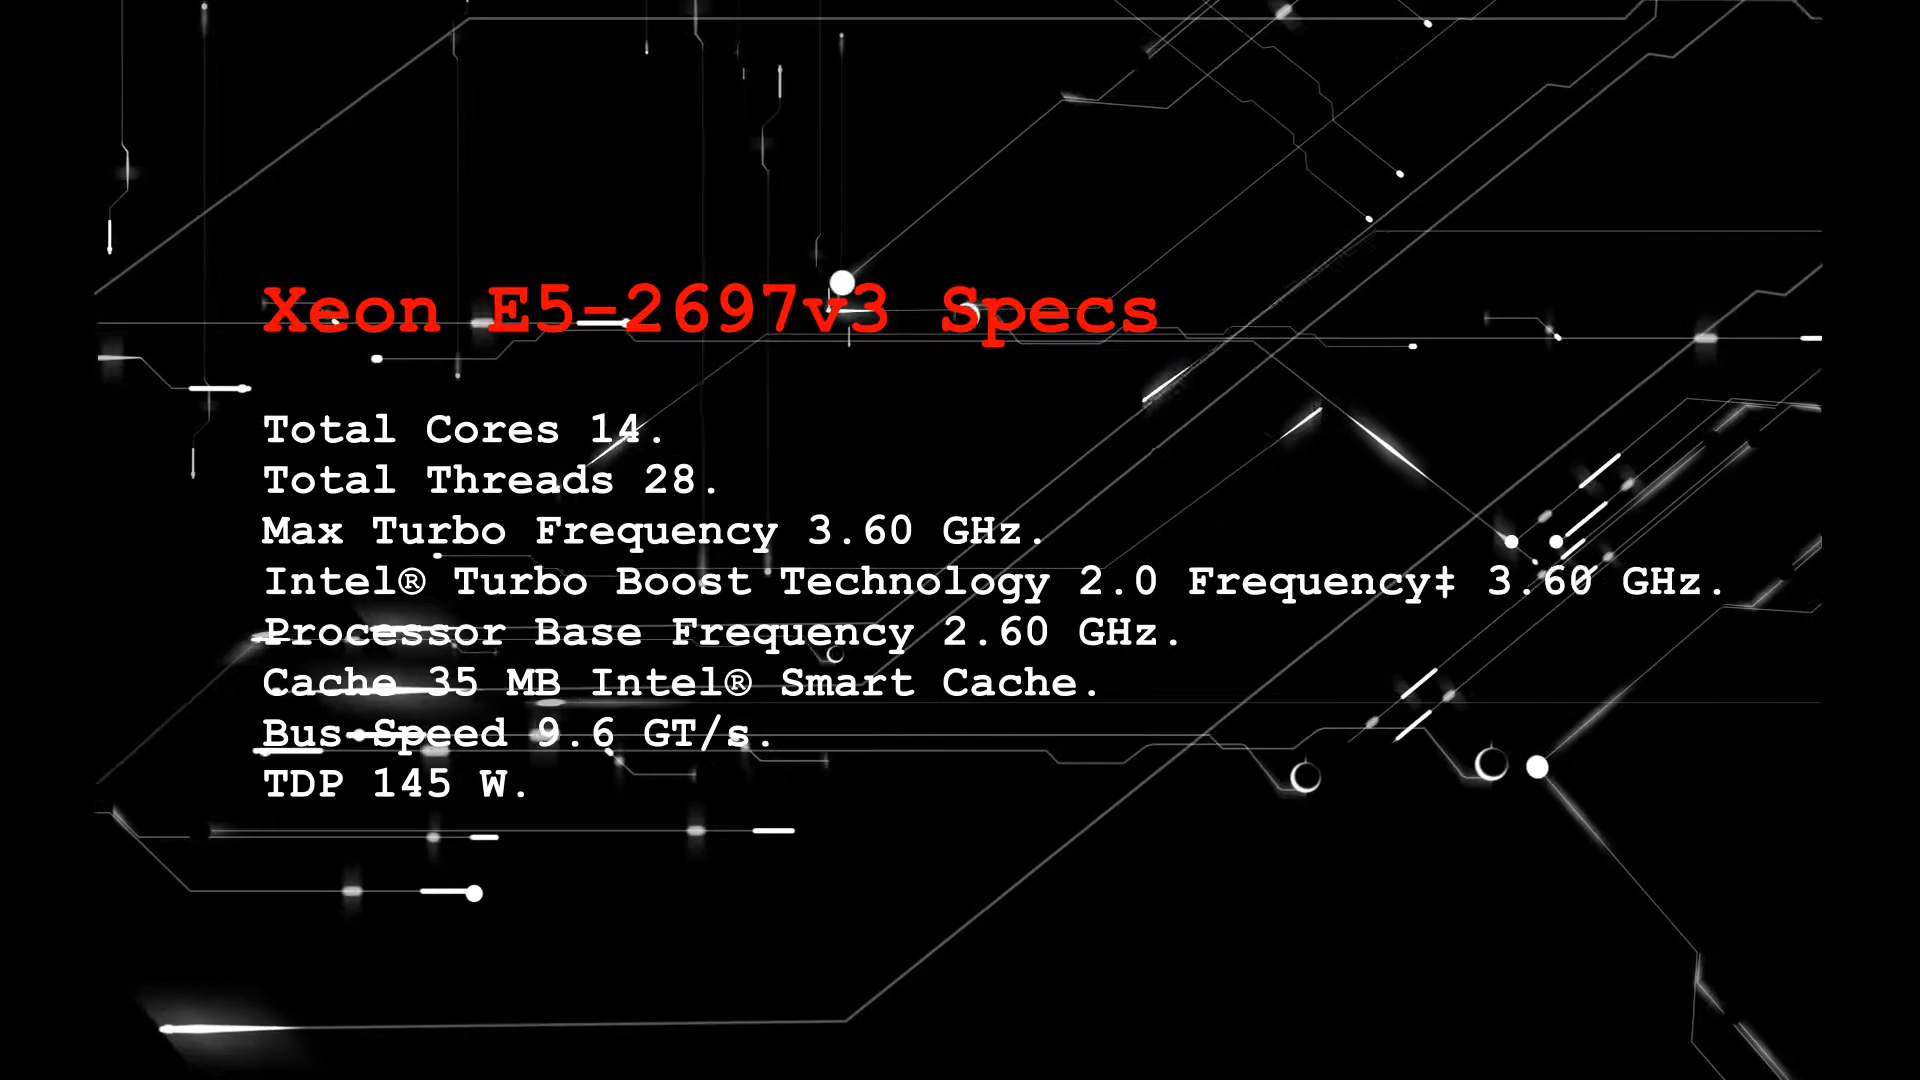 Xeon E5-2697v3 Specs
Total Cores 14.
Total Threads 28.
Max Turbo Frequency 3.60 GHz.
Intel® Turbo Boost Technology 2.0 Frequency‡ 3.60 GHz.
Processor Base Frequency 2.60 GHz.
Cache 35 MB Intel® Smart Cache.
Bus Speed 9.6 GT/s.
TDP 145 W.